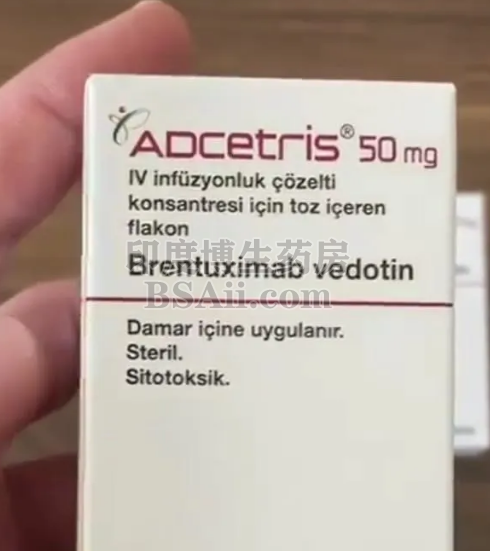 ADCETRIS® 50 mg
IV infüzyonluk çözelti
konsantresi için toz içeren
flakon
印度博生药房
Brentuximab vedotin
BSAii.com
Damar içine uygulanır.
Steril.
Sitotoksik.